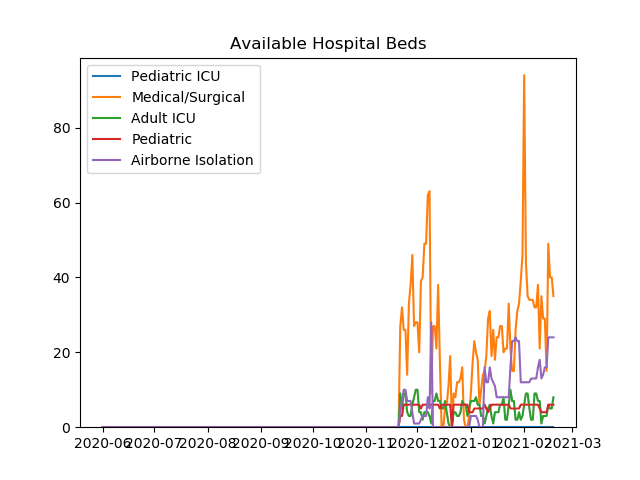 Available Hospital Beds
Pediatric ICU
Medical/Surgical
Adult ICU
Pediatric
Airborne Isolation
80
60
40
20
0
2020-06 2020-07 2020-08 2020-09 2020-10 2020-11 2020-12 2021-01 2021-02 2021-03